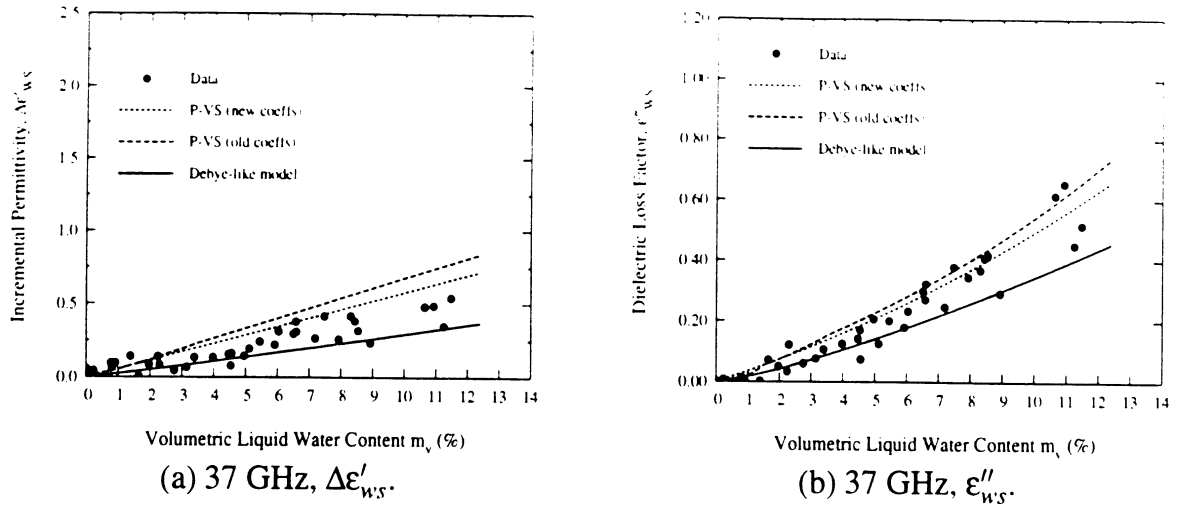 2.5
2.0
1.5
1.0
0.5
0.0
Incremental Permittivity, Δε'WS
Data
P-VS (new coeffs)
P-VS (old coeffs)
Debye-like model
0 1 2 3 4 5 6 7 8 9 10 11 12 13 14
Volumetric Liquid Water Content mv (%)
(a) 37 GHz, Δε'ws.
1.20
1.00
0.80
0.60
0.40
0.20
0.00
Dielectric Loss Factor, ε"WS
Data
P-VS (new coeffs
P-VS (old coeffs)
Debye-like model
0 1 2 3 4 5 6 7 8 9 10 11 12 13 14
Volumetric Liquid Water Content mv (%)
(b) 37 GHz, ε''ws.